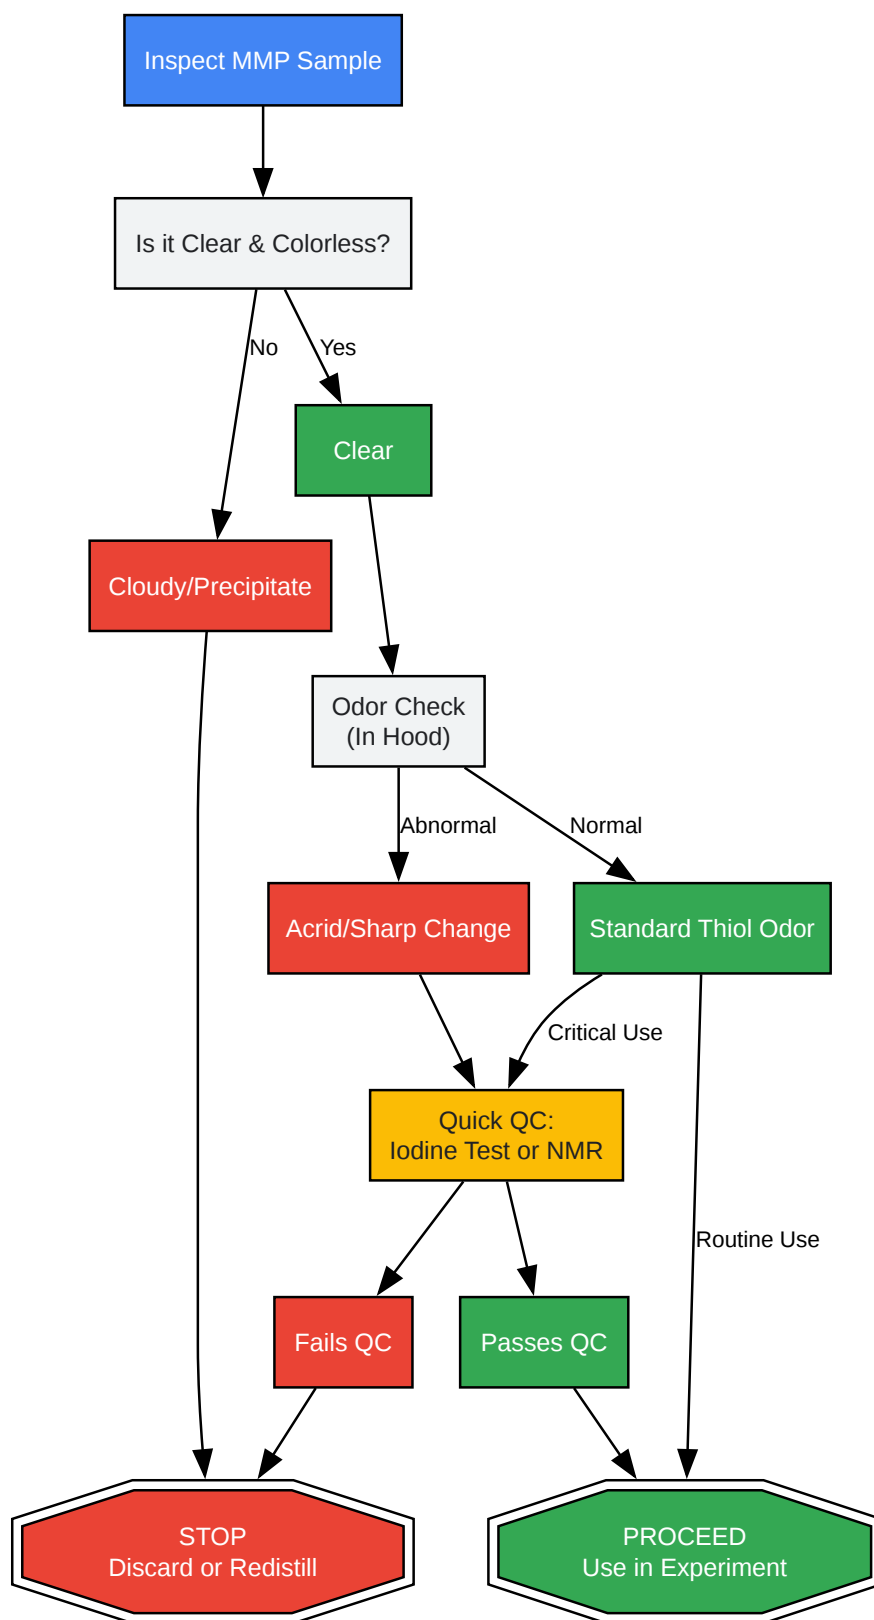 Inspect MMP Sample
Is it Clear & Colorless?
No
Yes
Clear
Cloudy/Precipitate
Odor Check
(In Hood)
Abnormal
Normal
Acrid/Sharp Change
Standard Thiol Odor
Critical Use
Quick QC:
Iodine Test or NMR
Routine Use
Fails QC
Passes QC
STOP
Discard or Redistill
PROCEED
Use in Experiment